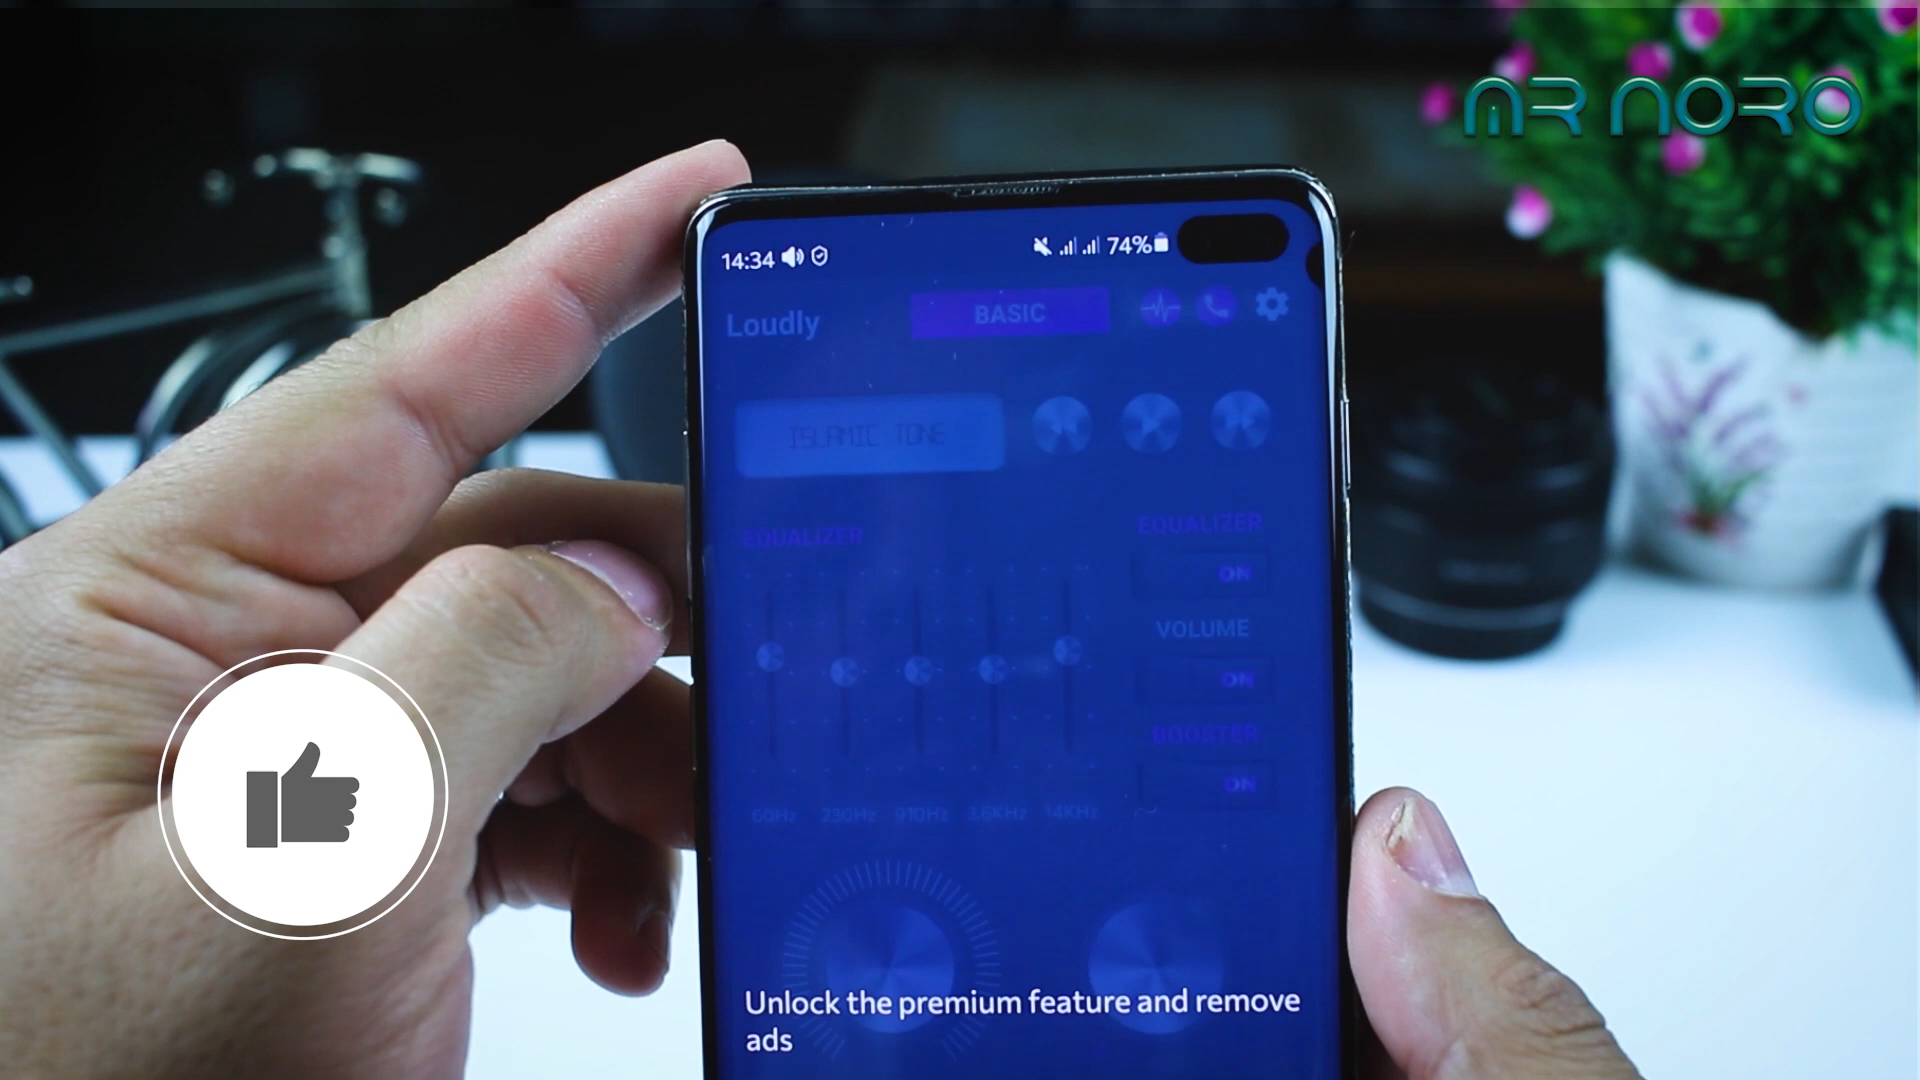 MR NORO
14:34
74%
Loudly
BASIC
ISLAMIC TONE
EQUALIZER
EQUALIZER
ON
VOLUME
ON
BOOSTER
ON
60Hz 230Hz 910Hz 3.6KHz 14KHz
Unlock the premium feature and remove
ads